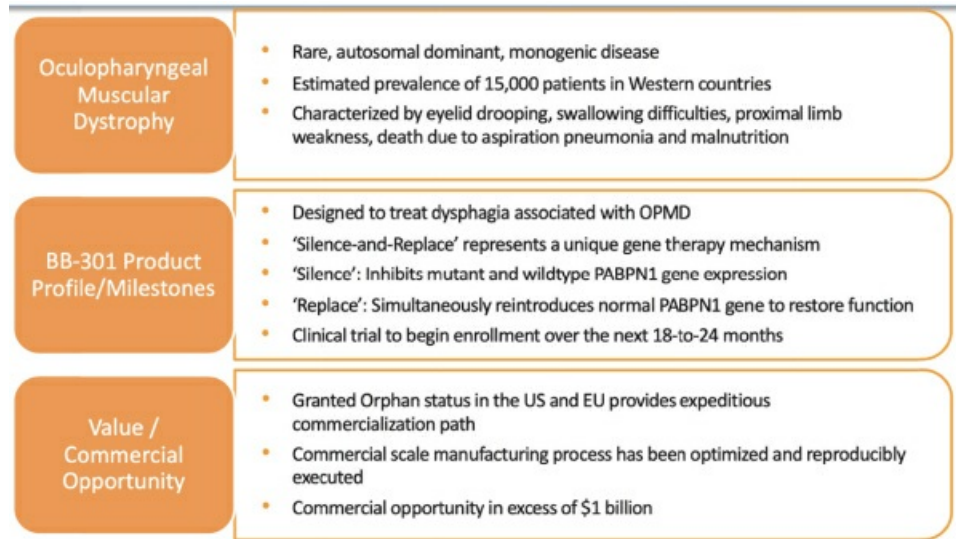 Oculopharyngeal
Muscular
Dystrophy
• Rare, autosomal dominant, monogenic disease
• Estimated prevalence of 15,000 patients in Western countries
• Characterized by eyelid drooping, swallowing difficulties, proximal limb
weakness, death due to aspiration pneumonia and malnutrition
BB-301 Product
Profile/Milestones
• Designed to treat dysphagia associated with OPMD
• ‘Silence-and-Replace’ represents a unique gene therapy mechanism
• ‘Silence’: Inhibits mutant and wildtype PABPN1 gene expression
• ‘Replace’: Simultaneously reintroduces normal PABPN1 gene to restore function
• Clinical trial to begin enrollment over the next 18-to-24 months
Value /
Commercial
Opportunity
• Granted Orphan status in the US and EU provides expeditious
commercialization path
• Commercial scale manufacturing process has been optimized and reproducibly
executed
• Commercial opportunity in excess of $1 billion